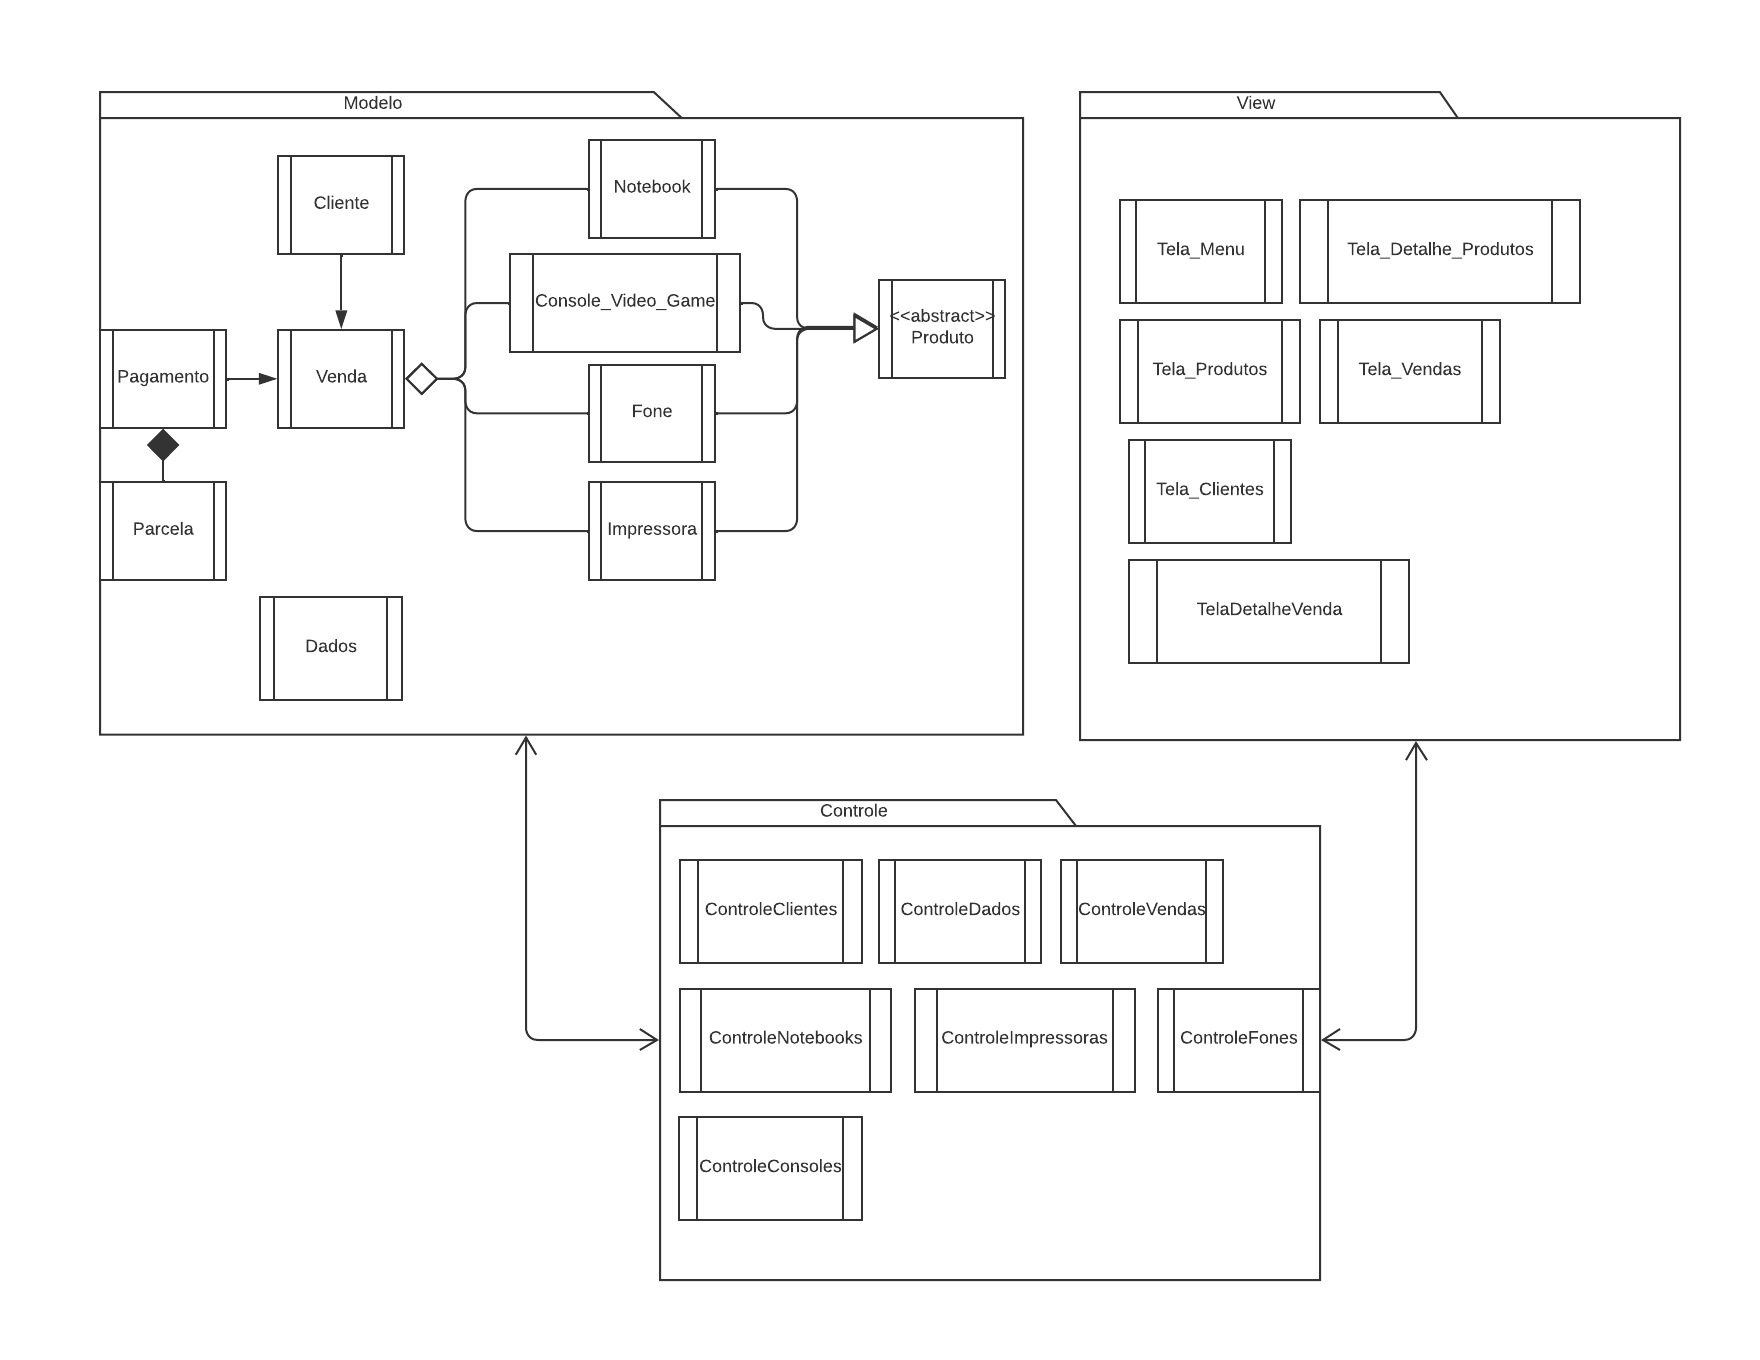 Modelo
Cliente
Notebook
Console_Video_Game
<<abstract>>
Produto
Pagamento
Venda
Fone
Parcela
Impressora
Dados
View
Tela_Menu
Tela_Detalhe_Produtos
Tela_Produtos
Tela_Vendas
Tela_Clientes
TelaDetalheVenda
Controle
ControleClientes
ControleDados
ControleVendas
ControleNotebooks
ControleImpressoras
ControleFones
ControleConsoles